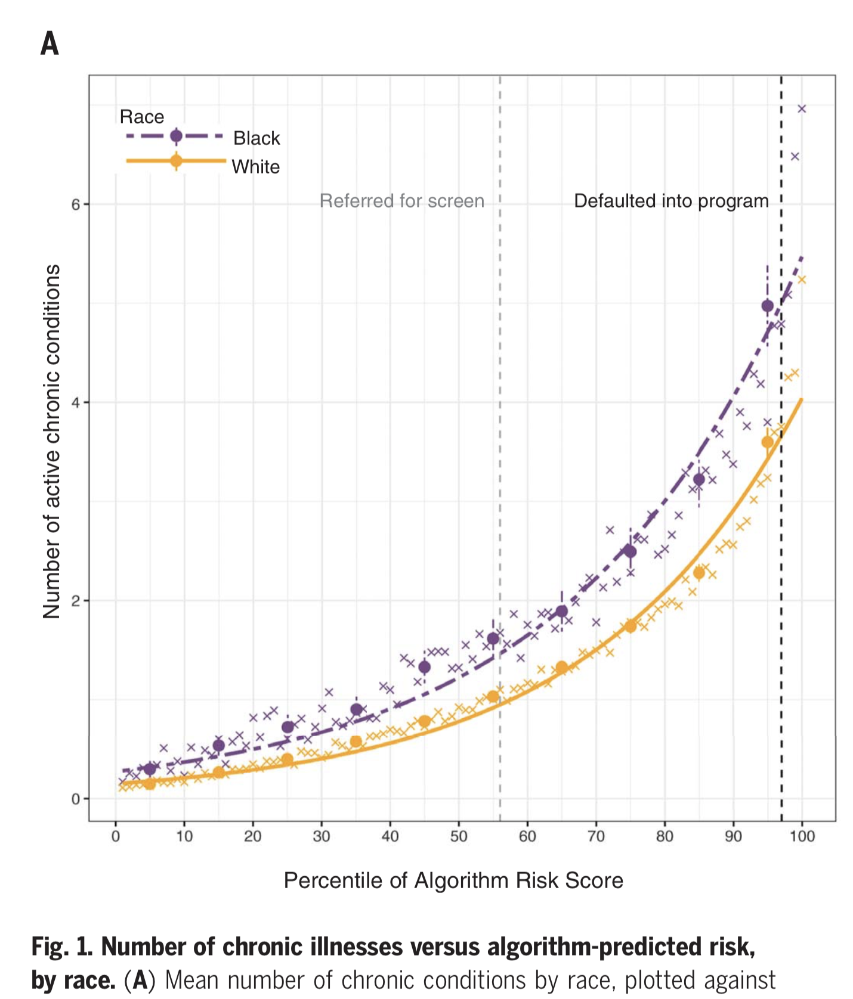 A
Race
Black
White
Referred for screen
Defaulted into program
Number of active chronic conditions
6
4
2
0
0 10 20 30 40 50 60 70 80 90 100
Percentile of Algorithm Risk Score
Fig. 1. Number of chronic illnesses versus algorithm-predicted risk,
by race. (A) Mean number of chronic conditions by race, plotted against